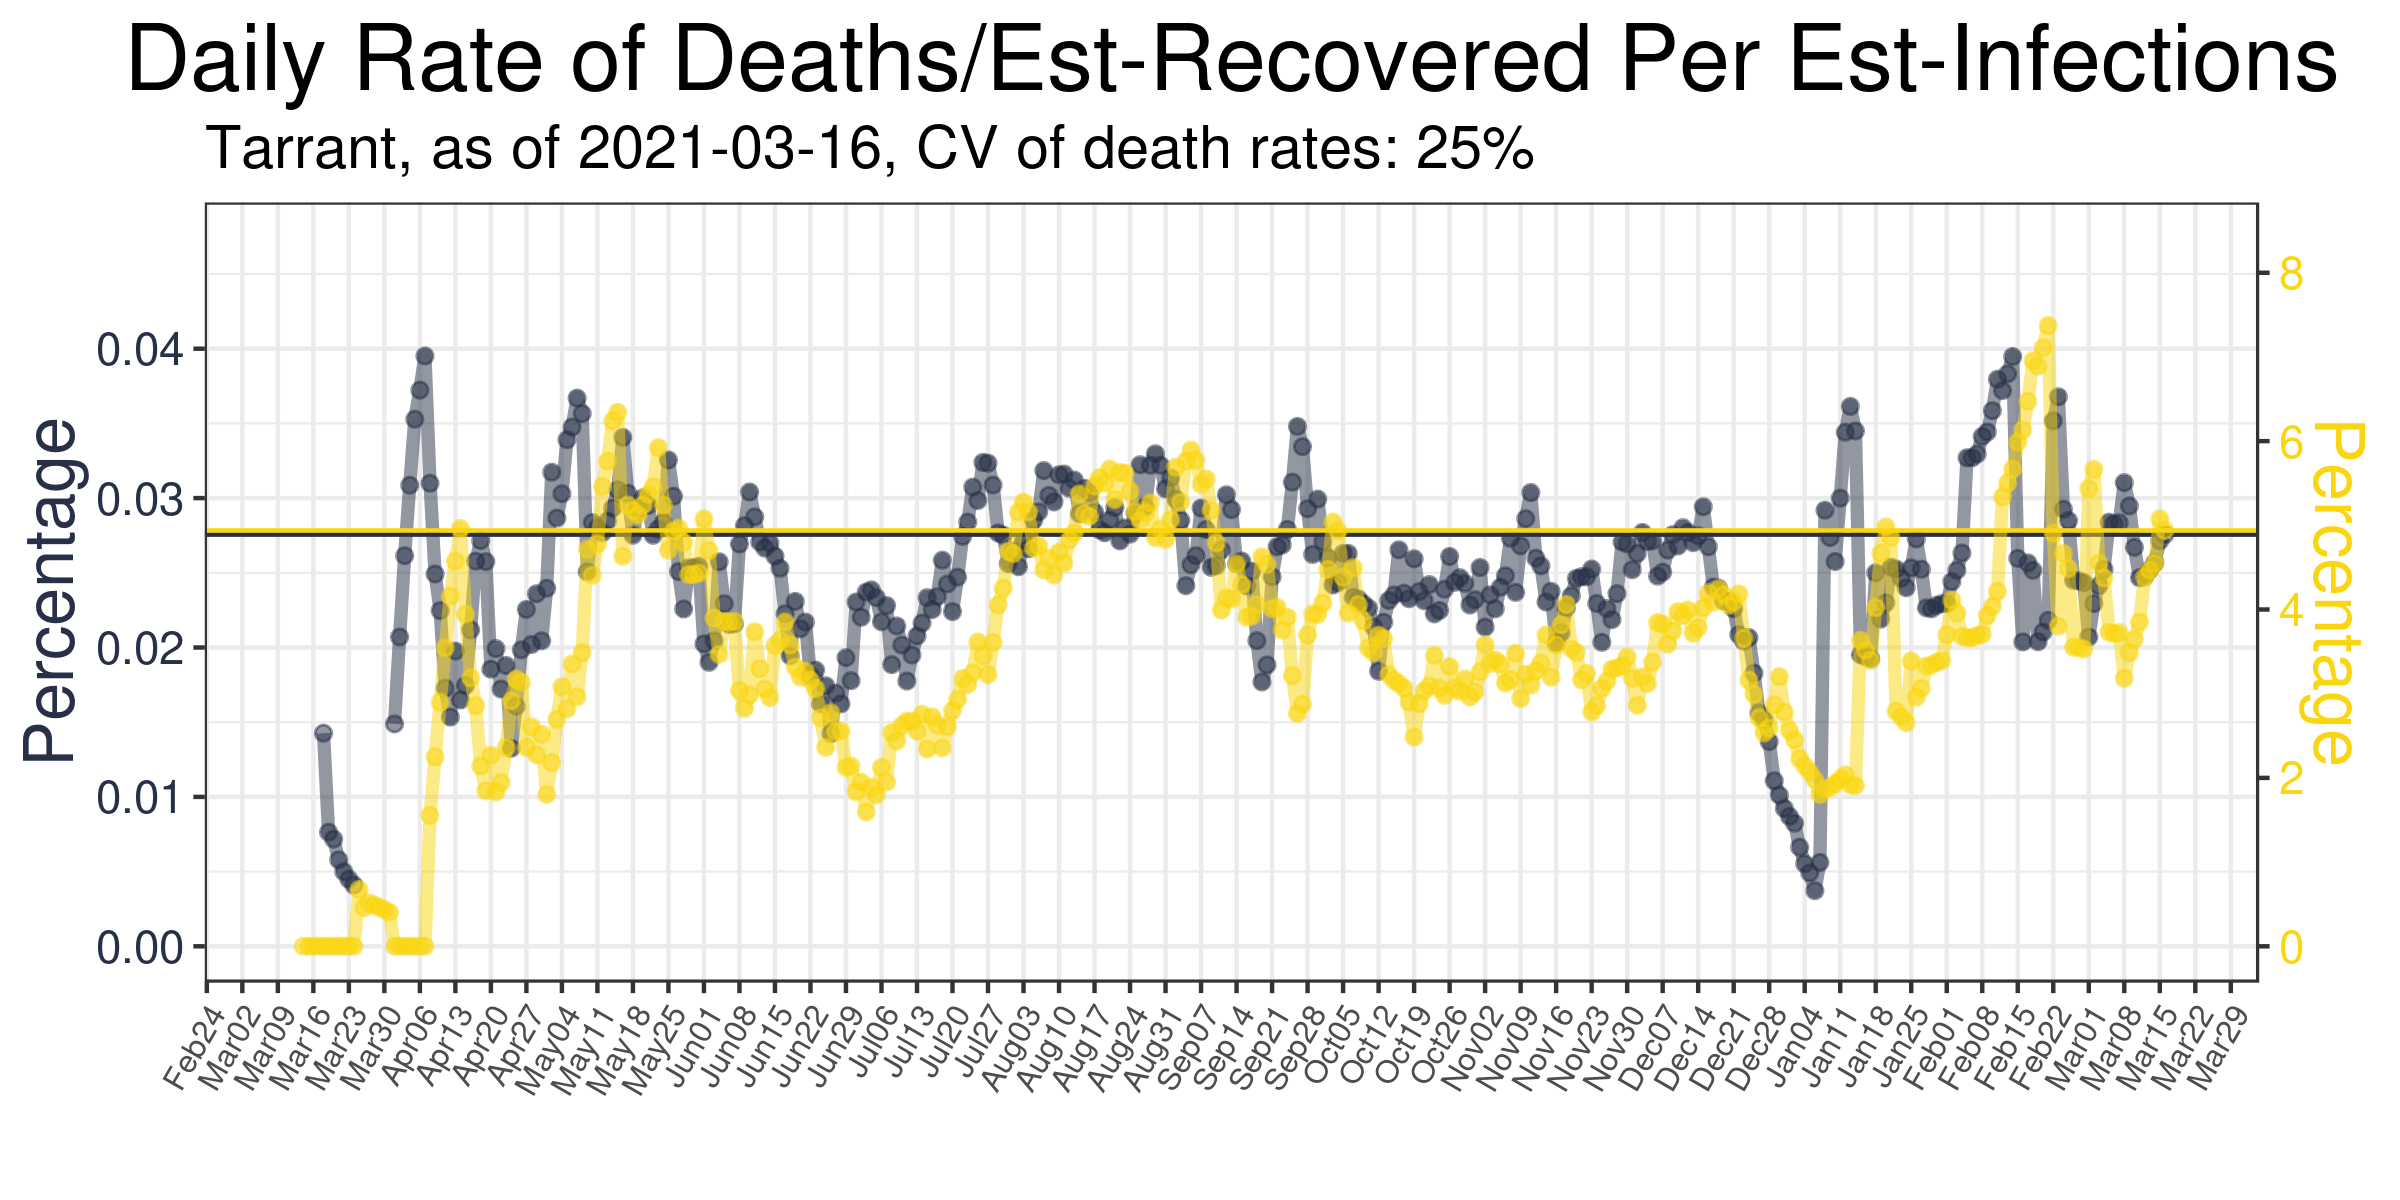 Daily Rate of Deaths/Est-Recovered Per Est-Infections
Tarrant, as of 2021-03-16, CV of death rates: 25%
Percentage
0.04
0.03
0.02
0.01
0.00
8
6
4
2
0
Percentage
Feb24
Mar02
Mar09
Mar16
Mar23
Mar30
Apr06
Apr13
Apr20
Apr27
May04
May11
May18
May25
Jun01
Jun08
Jun15
Jun22
Jun29
Jul06
Jul13
Jul20
Jul27
Aug03
Aug10
Aug17
Aug24
Aug31
Sep07
Sep14
Sep21
Sep28
Oct05
Oct12
Oct19
Oct26
Nov02
Nov09
Nov16
Nov23
Nov30
Dec07
Dec14
Dec21
Dec28
Jan04
Jan11
Jan18
Jan25
Feb01
Feb08
Feb15
Feb22
Mar01
Mar08
Mar15
Mar22
Mar29